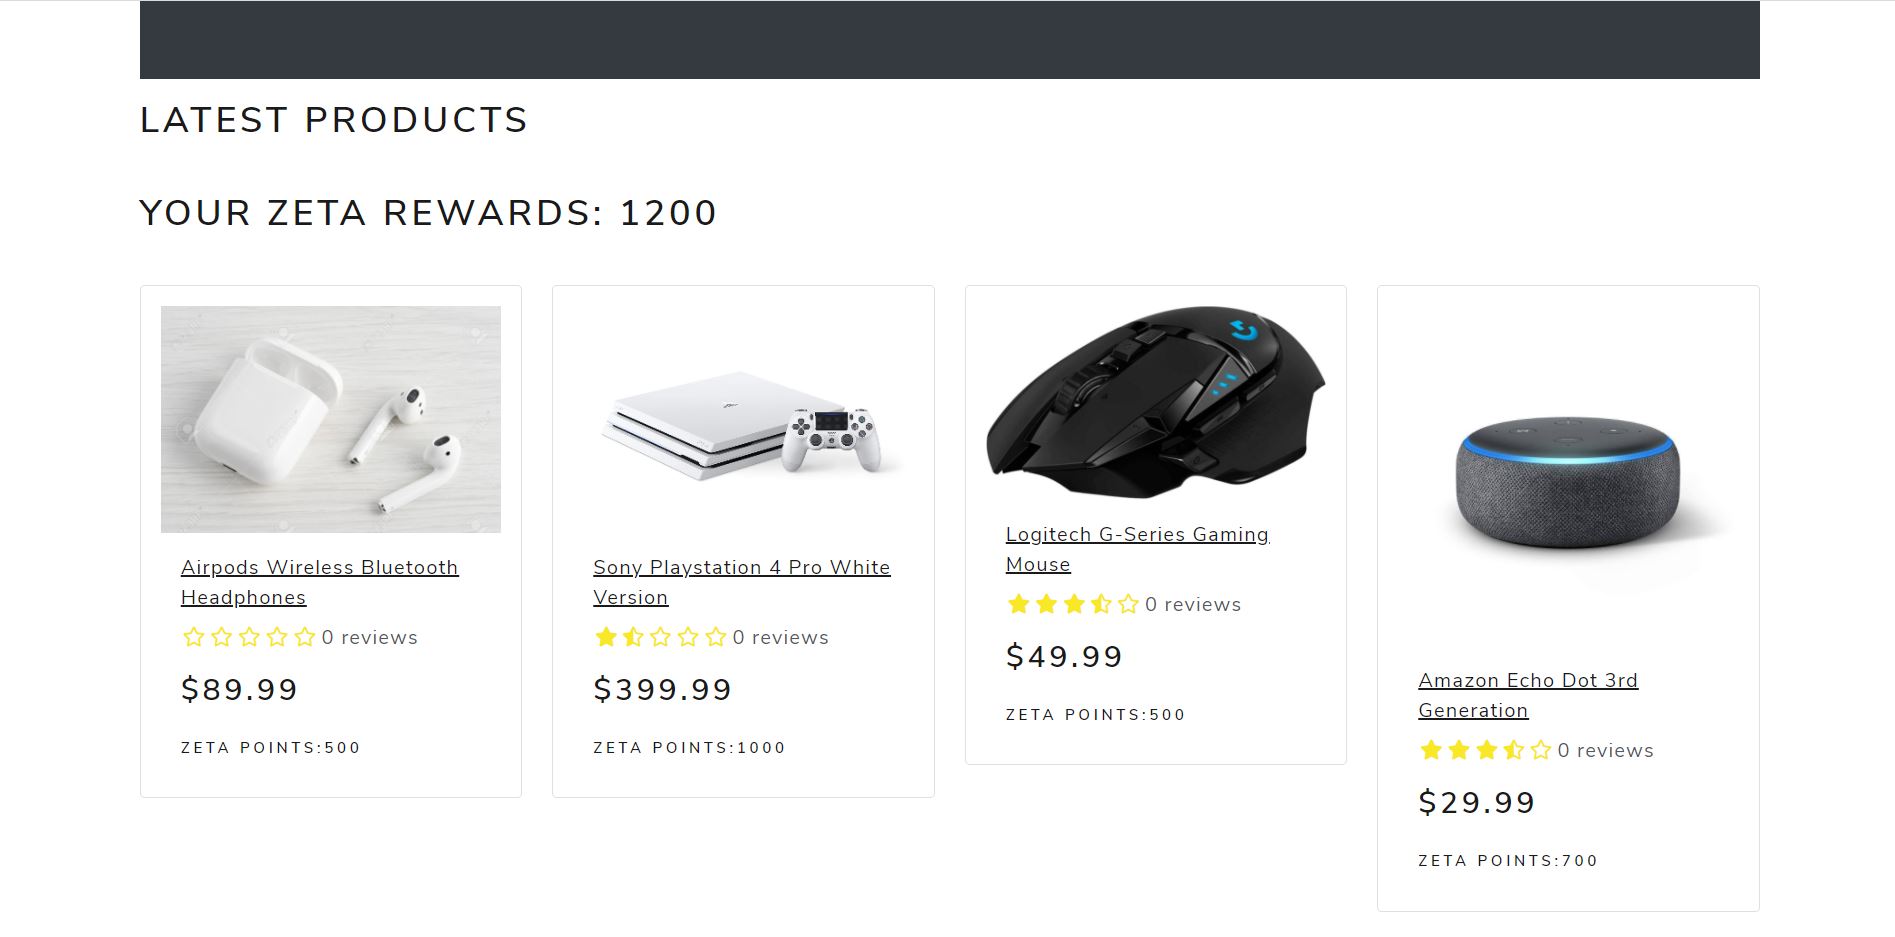 LATEST PRODUCTS
YOUR ZETA REWARDS: 1200
Airpods Wireless Bluetooth
Headphones
0 reviews
$89.99
ZETA POINTS:500
Sony Playstation 4 Pro White
Version
0 reviews
$399.99
ZETA POINTS:1000
Logitech G-Series Gaming
Mouse
0 reviews
$49.99
ZETA POINTS:500
Amazon Echo Dot 3rd
Generation
0 reviews
$29.99
ZETA POINTS:700